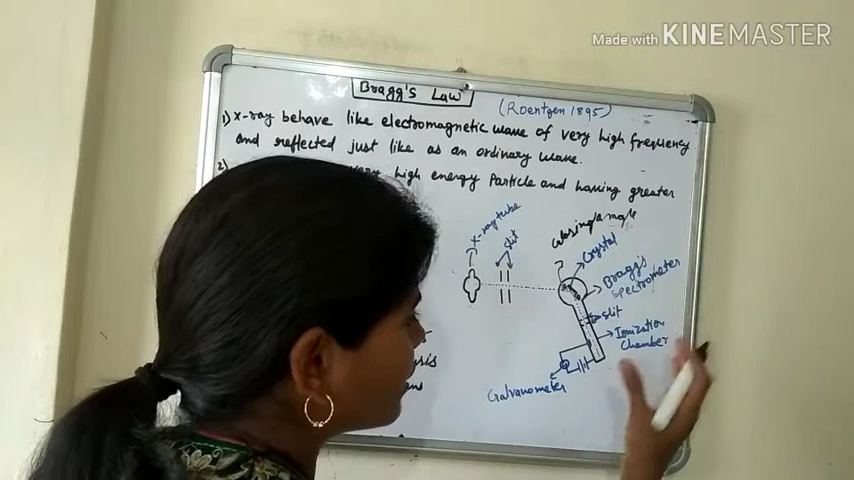 Made with KINEMASTER
Bragg's Law
(Roentgen 1895)
1) X-ray behave like electromagnetic wave of very high frequency
and reflected just like as an ordinary wave.
2) very high energy Particle and having greater
X-ray tube
slit
angle
Crystal
Bragg's
Spectrometer
slit
Ionization
Chamber
Galvanometer